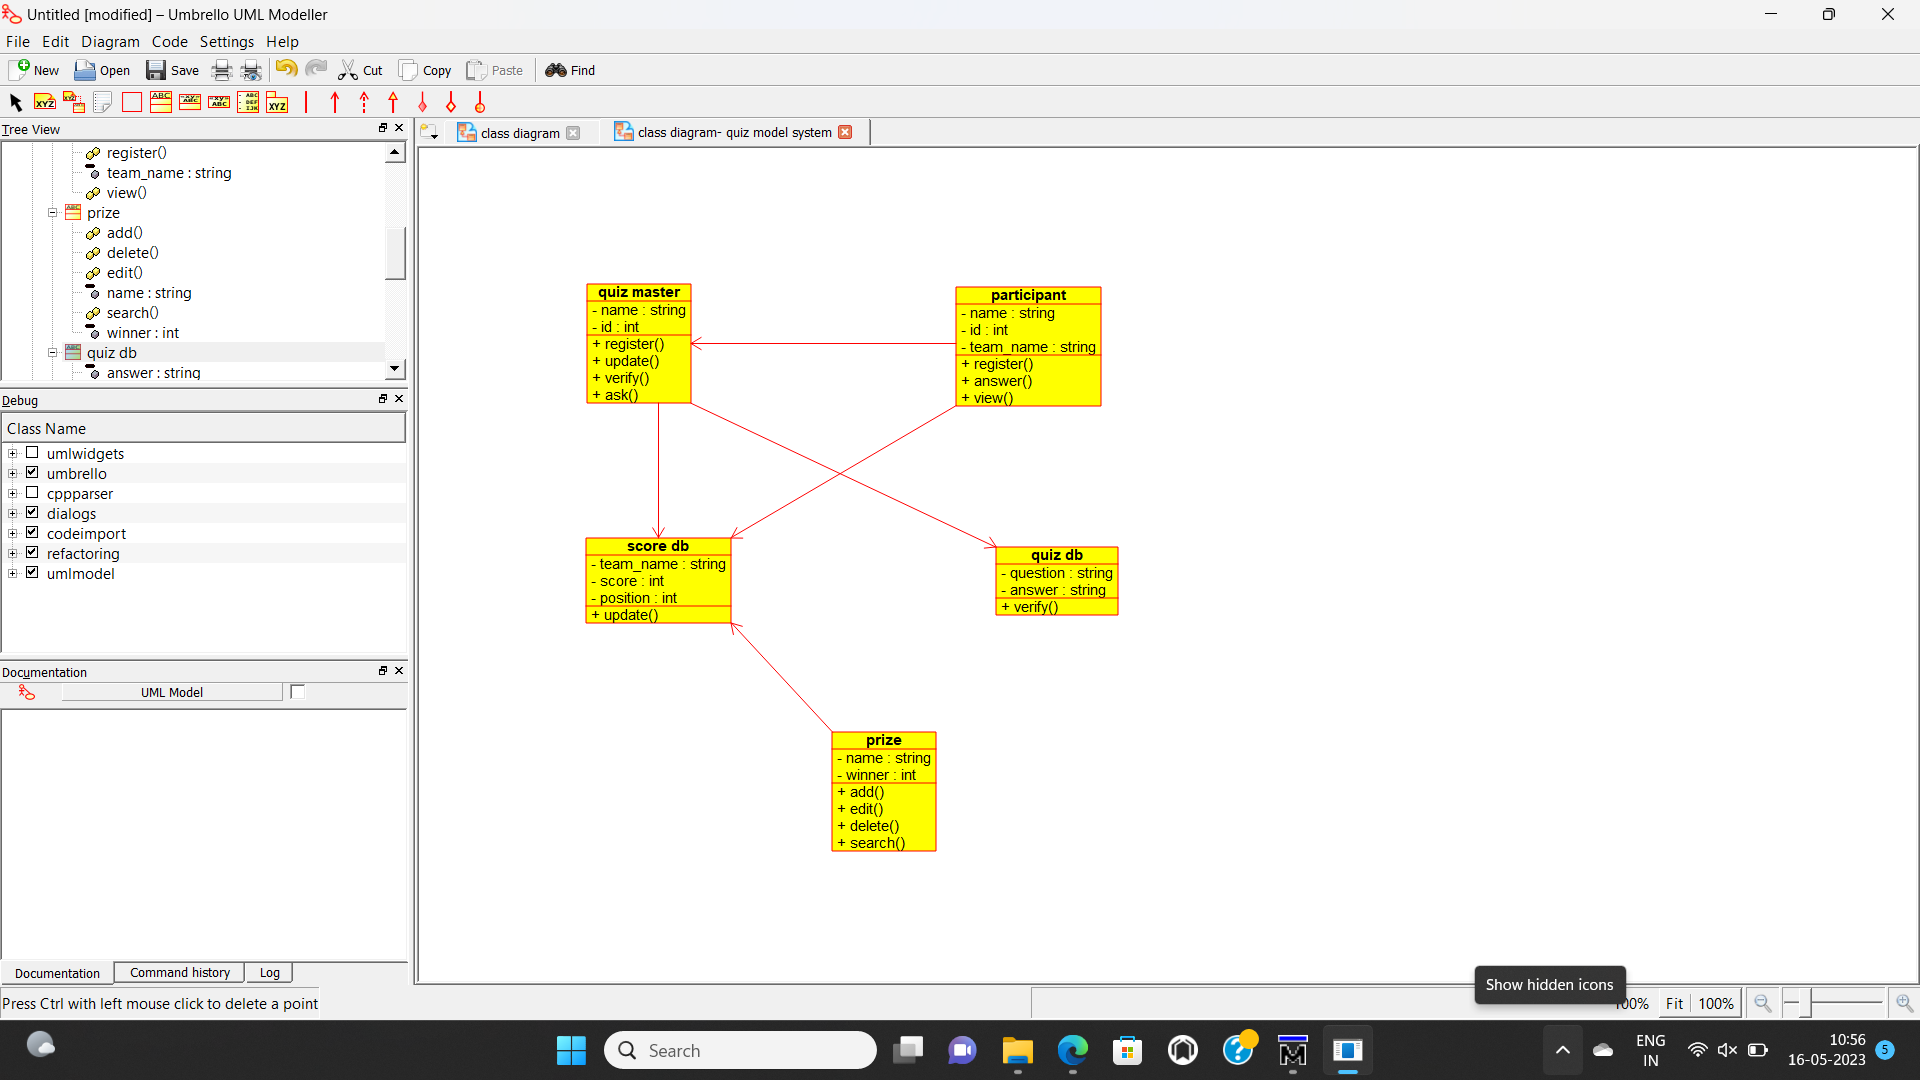 Untitled [modified] – Umbrello UML Modeller
File Edit Diagram Code Settings Help
New Open Save Cut Copy Paste Find
Tree View
register()
team_name : string
view()
prize
add()
delete()
edit()
name : string
search()
winner : int
quiz db
answer : string
Debug
Class Name
umlwidgets
umbrello
cppparser
dialogs
codeimport
refactoring
umlmodel
Documentation
UML Model
Documentation Command history Log
Press Ctrl with left mouse click to delete a point
class diagram
class diagram- quiz model system
quiz master
- name : string
- id : int
+ register()
+ update()
+ verify()
+ ask()
participant
- name : string
- id : int
- team_name : string
+ register()
+ answer()
+ view()
score db
- team_name : string
- score : int
- position : int
+ update()
quiz db
- question : string
- answer : string
+ verify()
prize
- name : string
- winner : int
+ add()
+ edit()
+ delete()
+ search()
Show hidden icons
100% Fit 100%
Search
ENG
IN
10:56
16-05-2023
5